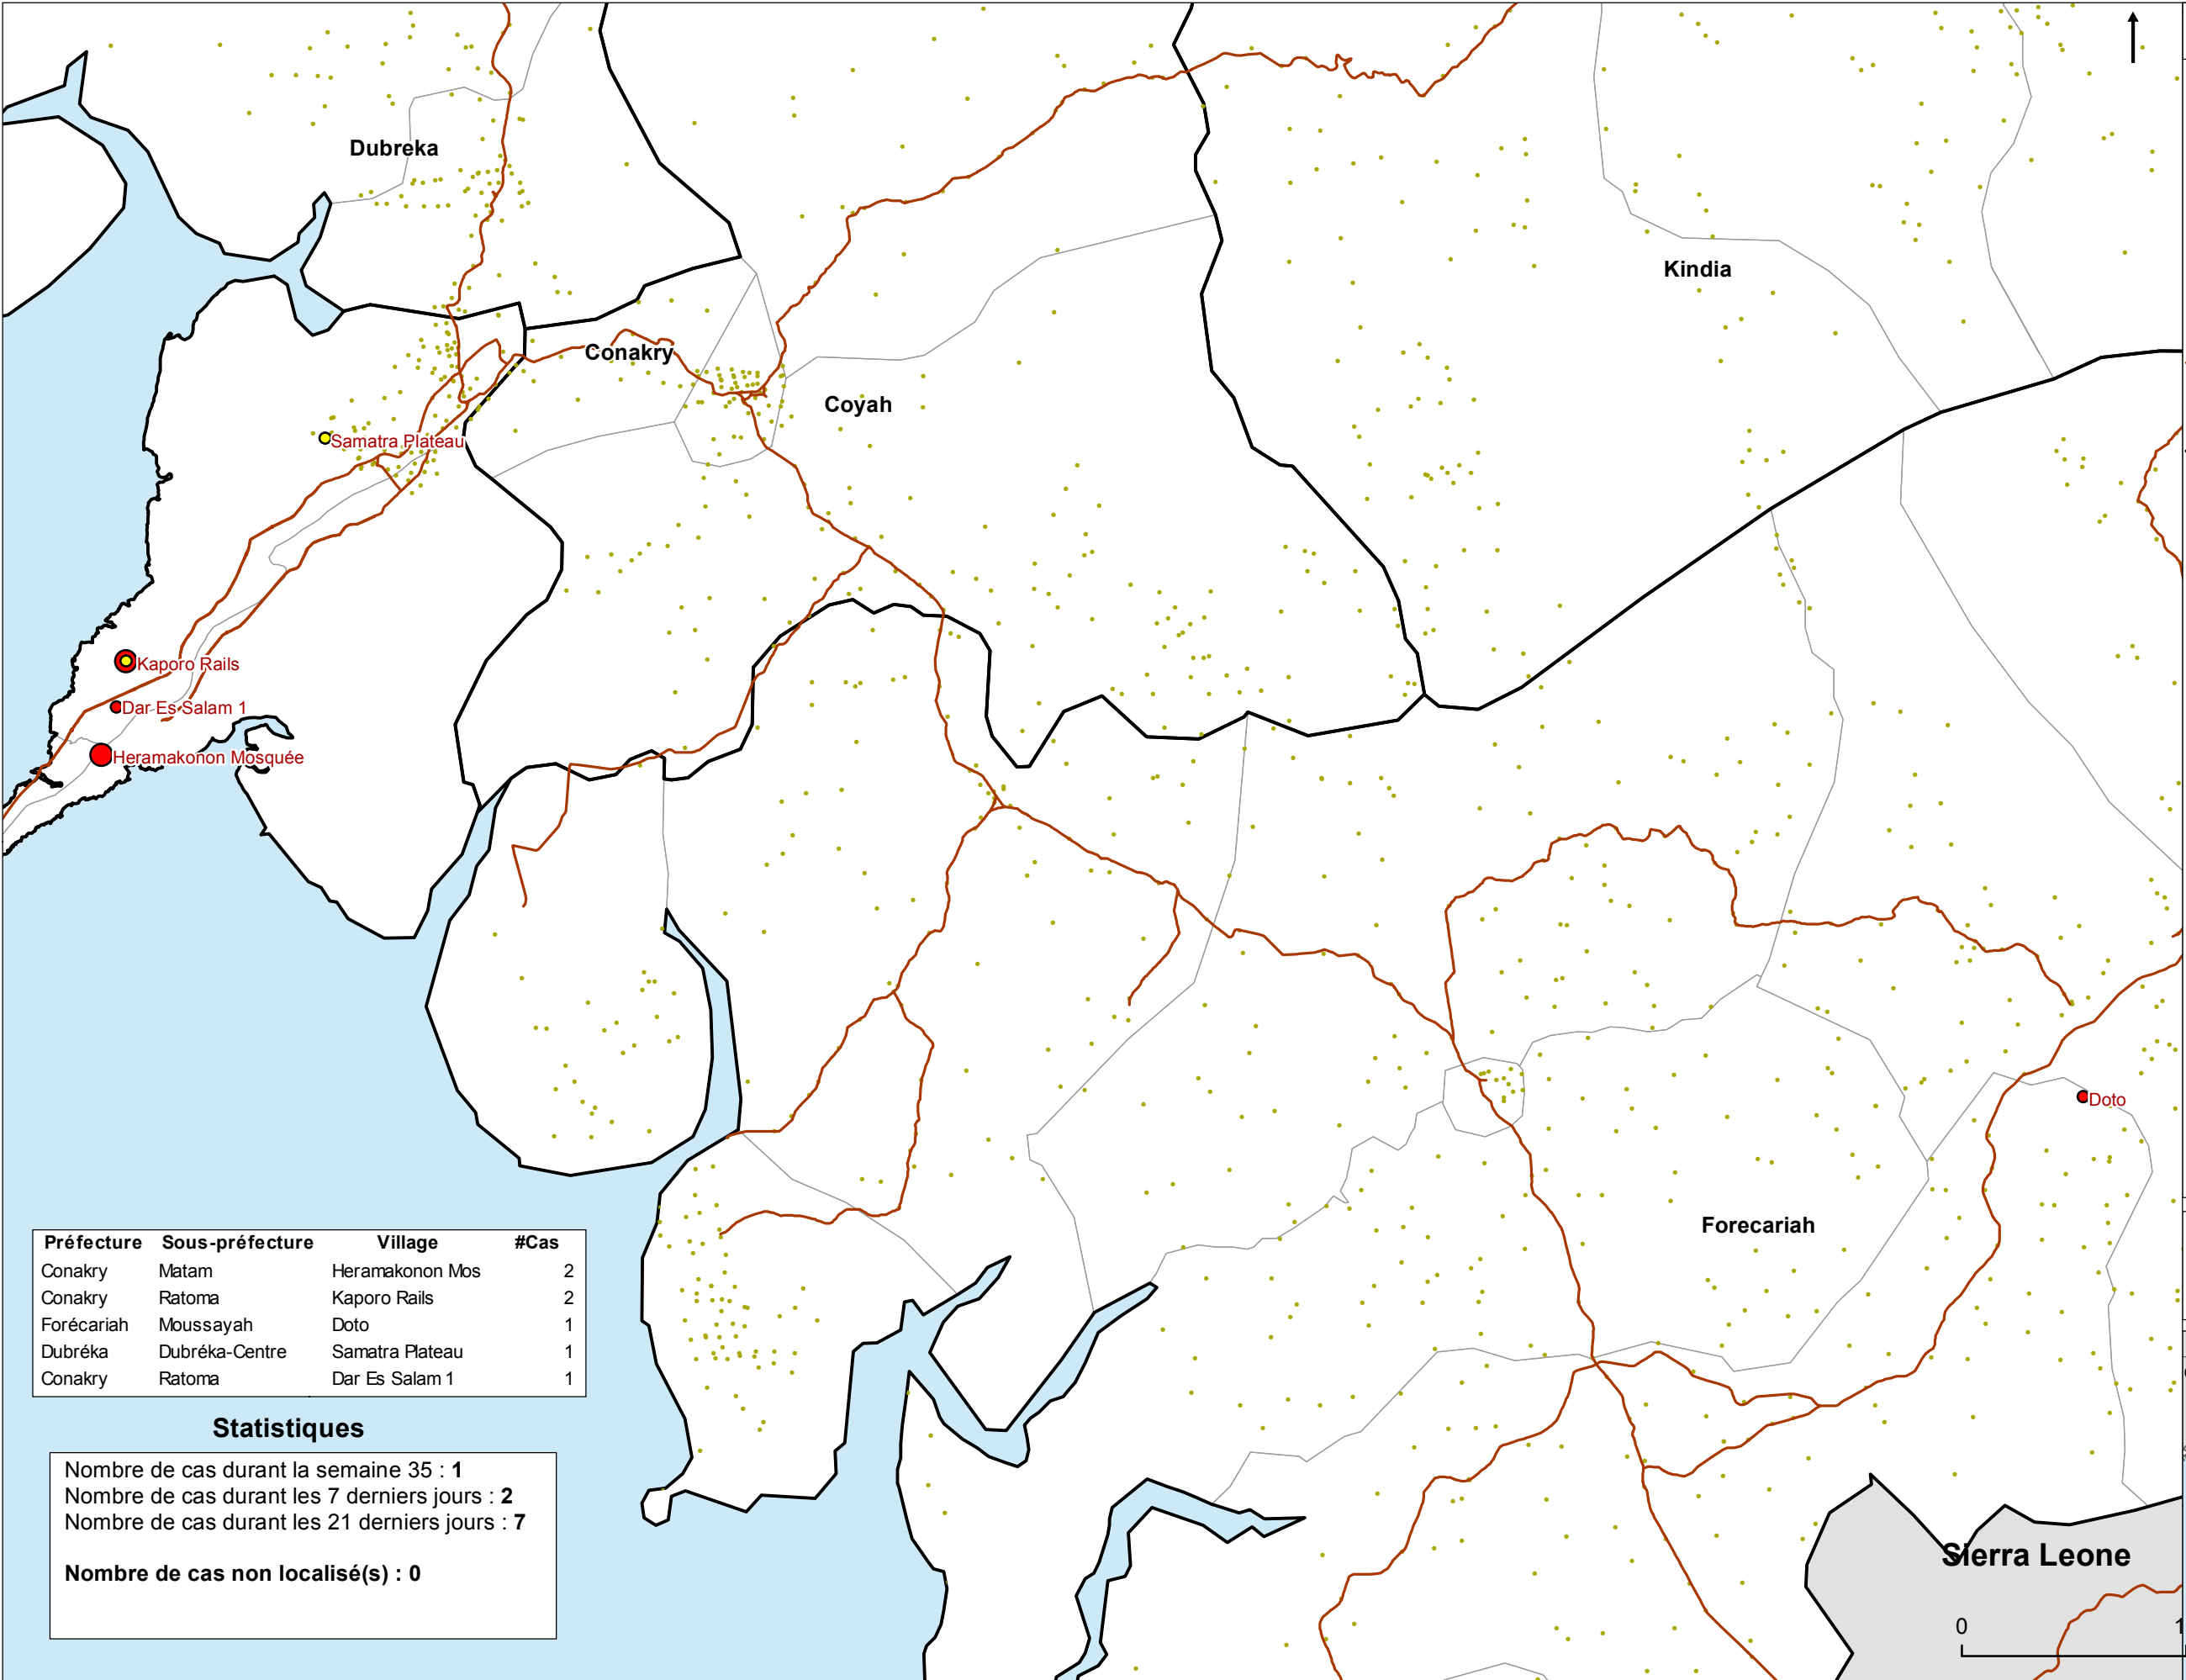 Dubreka
Kindia
Conakry
Coyah
Samatra Plateau
Kaporo Rails
Dar Es Salam 1
Heramakonon Mosquée
Doto
Forecariah
Préfecture Sous-préfecture Village #Cas
Conakry Matam Heramakonon Mos 2
Conakry Ratoma Kaporo Rails 2
Forécariah Moussayah Doto 1
Dubréka Dubréka-Centre Samatra Plateau 1
Conakry Ratoma Dar Es Salam 1 1
Statistiques
Nombre de cas durant la semaine 35 : 1
Nombre de cas durant les 7 derniers jours : 2
Nombre de cas durant les 21 derniers jours : 7
Nombre de cas non localisé(s) : 0
Sierra Leone
0 1